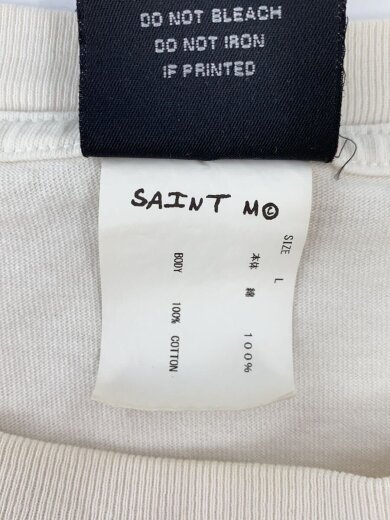 DO NOT BLEACH
DO NOT IRON
IF PRINTED
SAINT M©
SIZE L
本体 綿 100%
BODY 100% COTTON